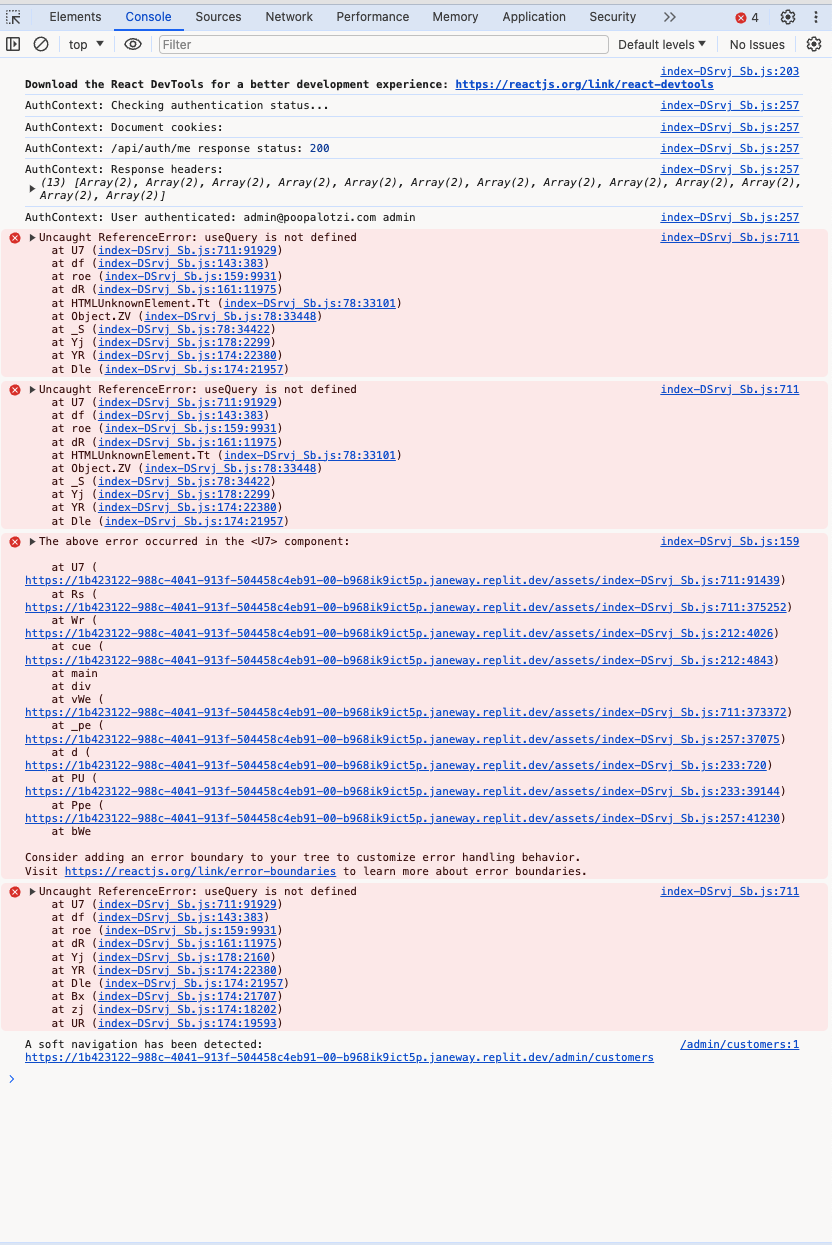 Elements Console Sources Network Performance Memory Application Security 4
top Filter Default levels No Issues
index-DSrvj_Sb.js:203
Download the React DevTools for a better development experience: https://reactjs.org/link/react-devtools
AuthContext: Checking authentication status... index-DSrvj_Sb.js:257
AuthContext: Document cookies: index-DSrvj_Sb.js:257
AuthContext: /api/auth/me response status: 200 index-DSrvj_Sb.js:257
AuthContext: Response headers: index-DSrvj_Sb.js:257
(13) [Array(2), Array(2), Array(2), Array(2), Array(2), Array(2), Array(2), Array(2), Array(2), Array(2), Array(2),
Array(2), Array(2)]
AuthContext: User authenticated: admin@poopalotzi.com admin index-DSrvj_Sb.js:257
Uncaught ReferenceError: useQuery is not defined index-DSrvj_Sb.js:711
at U7 (index-DSrvj_Sb.js:711:91929)
at df (index-DSrvj_Sb.js:143:383)
at roe (index-DSrvj_Sb.js:159:9931)
at dR (index-DSrvj_Sb.js:161:11975)
at HTMLUnknownElement.Tt (index-DSrvj_Sb.js:78:33101)
at Object.ZV (index-DSrvj_Sb.js:78:33448)
at _S (index-DSrvj_Sb.js:78:34422)
at Yj (index-DSrvj_Sb.js:178:2299)
at YR (index-DSrvj_Sb.js:174:22380)
at Dle (index-DSrvj_Sb.js:174:21957)
Uncaught ReferenceError: useQuery is not defined index-DSrvj_Sb.js:711
at U7 (index-DSrvj_Sb.js:711:91929)
at df (index-DSrvj_Sb.js:143:383)
at roe (index-DSrvj_Sb.js:159:9931)
at dR (index-DSrvj_Sb.js:161:11975)
at HTMLUnknownElement.Tt (index-DSrvj_Sb.js:78:33101)
at Object.ZV (index-DSrvj_Sb.js:78:33448)
at _S (index-DSrvj_Sb.js:78:34422)
at Yj (index-DSrvj_Sb.js:178:2299)
at YR (index-DSrvj_Sb.js:174:22380)
at Dle (index-DSrvj_Sb.js:174:21957)
The above error occurred in the <U7> component: index-DSrvj_Sb.js:159
at U7 (
https://1b423122-988c-4041-913f-504458c4eb91-00-b968ik9ict5p.janeway.replit.dev/assets/index-DSrvj_Sb.js:711:91439)
at Rs (
https://1b423122-988c-4041-913f-504458c4eb91-00-b968ik9ict5p.janeway.replit.dev/assets/index-DSrvj_Sb.js:711:375252)
at Wr (
https://1b423122-988c-4041-913f-504458c4eb91-00-b968ik9ict5p.janeway.replit.dev/assets/index-DSrvj_Sb.js:212:4026)
at cue (
https://1b423122-988c-4041-913f-504458c4eb91-00-b968ik9ict5p.janeway.replit.dev/assets/index-DSrvj_Sb.js:212:4843)
at main
at div
at vWe (
https://1b423122-988c-4041-913f-504458c4eb91-00-b968ik9ict5p.janeway.replit.dev/assets/index-DSrvj_Sb.js:711:373372)
at _pe (
https://1b423122-988c-4041-913f-504458c4eb91-00-b968ik9ict5p.janeway.replit.dev/assets/index-DSrvj_Sb.js:257:37075)
at d (
https://1b423122-988c-4041-913f-504458c4eb91-00-b968ik9ict5p.janeway.replit.dev/assets/index-DSrvj_Sb.js:233:720)
at PU (
https://1b423122-988c-4041-913f-504458c4eb91-00-b968ik9ict5p.janeway.replit.dev/assets/index-DSrvj_Sb.js:233:39144)
at Ppe (
https://1b423122-988c-4041-913f-504458c4eb91-00-b968ik9ict5p.janeway.replit.dev/assets/index-DSrvj_Sb.js:257:41230)
at bWe
Consider adding an error boundary to your tree to customize error handling behavior.
Visit https://reactjs.org/link/error-boundaries to learn more about error boundaries.
Uncaught ReferenceError: useQuery is not defined index-DSrvj_Sb.js:711
at U7 (index-DSrvj_Sb.js:711:91929)
at df (index-DSrvj_Sb.js:143:383)
at roe (index-DSrvj_Sb.js:159:9931)
at dR (index-DSrvj_Sb.js:161:11975)
at Yj (index-DSrvj_Sb.js:178:2160)
at YR (index-DSrvj_Sb.js:174:22380)
at Dle (index-DSrvj_Sb.js:174:21957)
at Bx (index-DSrvj_Sb.js:174:21707)
at zj (index-DSrvj_Sb.js:174:18202)
at UR (index-DSrvj_Sb.js:174:19593)
A soft navigation has been detected: /admin/customers:1
https://1b423122-988c-4041-913f-504458c4eb91-00-b968ik9ict5p.janeway.replit.dev/admin/customers